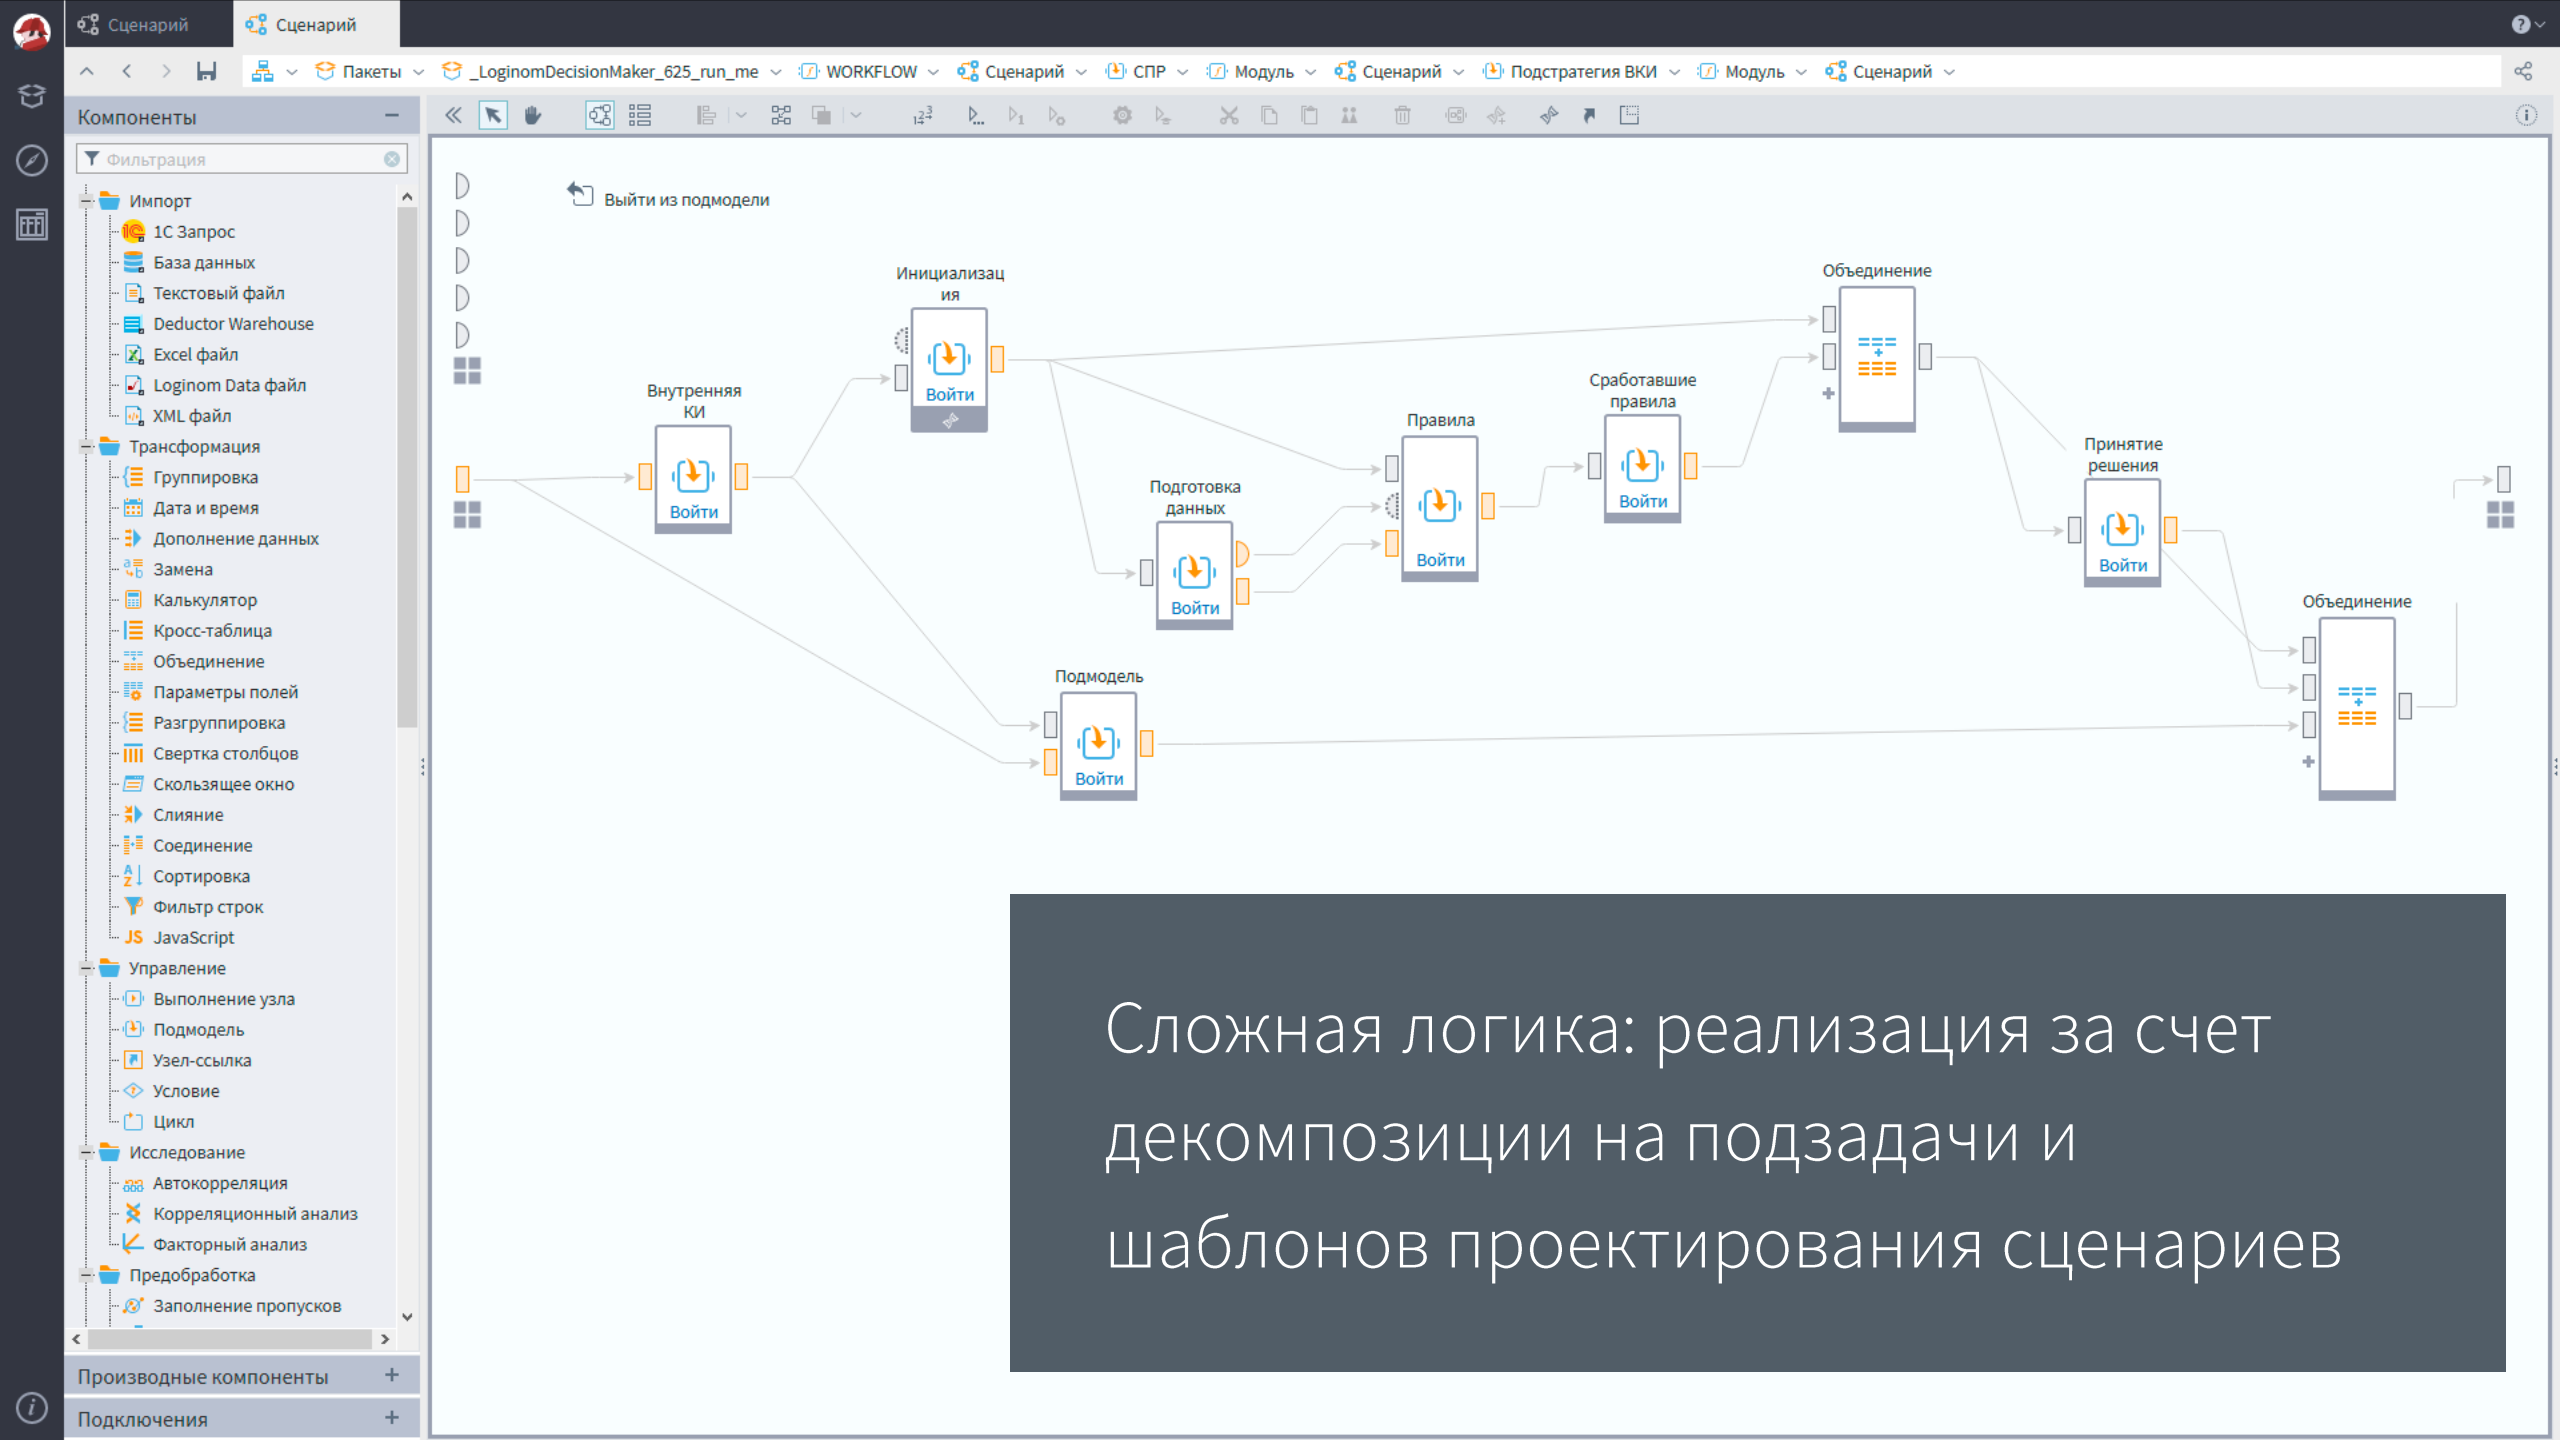 Сценарий
Сценарий
Пакеты
_LoginomDecisionMaker_625_run_me
WORKFLOW
Сценарий
СПР
Модуль
Сценарий
Подстратегия ВКИ
Модуль
Сценарий
Компоненты
Фильтрация
Импорт
1С Запрос
База данных
Текстовый файл
Deductor Warehouse
Excel файл
Loginom Data файл
XML файл
Трансформация
Группировка
Дата и время
Дополнение данных
Замена
Калькулятор
Кросс-таблица
Объединение
Параметры полей
Разгруппировка
Свертка столбцов
Скользящее окно
Слияние
Соединение
Сортировка
Фильтр строк
JS JavaScript
Управление
Выполнение узла
Подмодель
Узел-ссылка
Условие
Цикл
Исследование
Автокорреляция
Корреляционный анализ
Факторный анализ
Предобработка
Заполнение пропусков
Производные компоненты
Подключения
Выйти из подмодели
Внутренняя
КИ
Войти
Инициализац
ия
Войти
Подготовка
данных
Войти
Подмодель
Войти
Правила
Войти
Сработавшие
правила
Войти
Объединение
Принятие
решения
Войти
Объединение
Сложная логика: реализация за счет
декомпозиции на подзадачи и
шаблонов проектирования сценариев